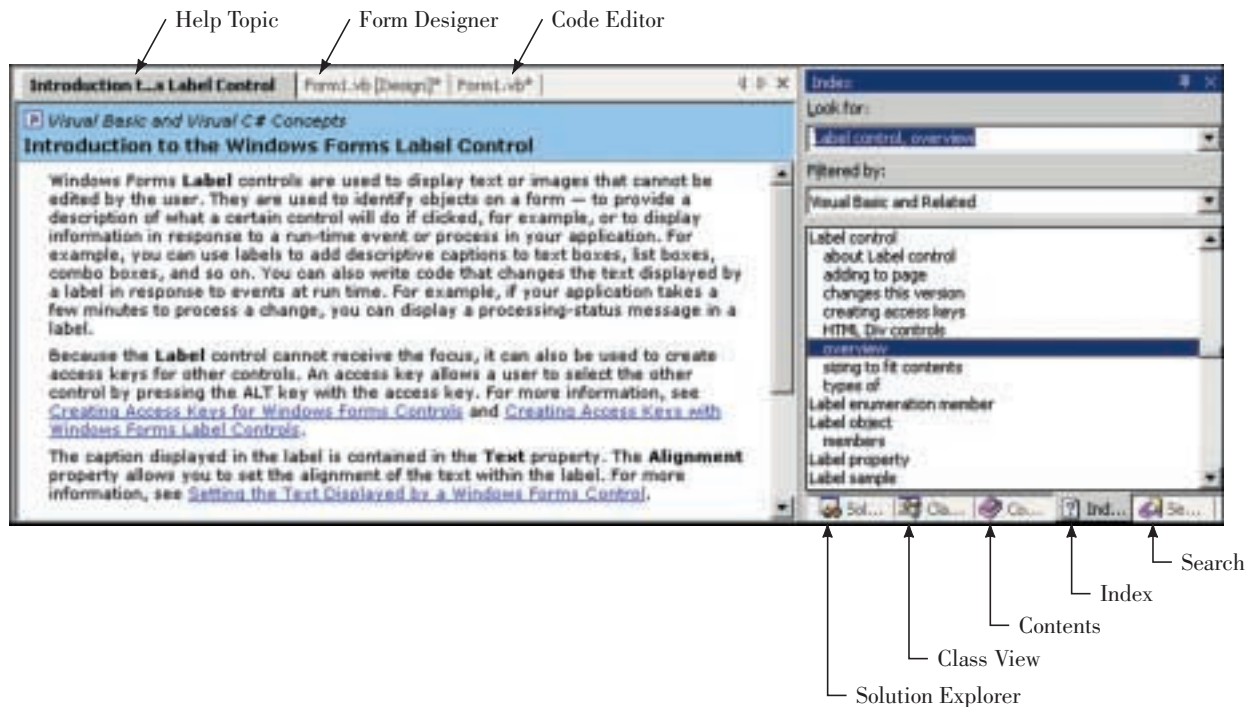 Help Topic
Form Designer
Code Editor
Introduction t...a Label Control
Form1.vb [Design]*
Form1.vb*
Visual Basic and Visual C# Concepts
Introduction to the Windows Forms Label Control
Windows Forms Label controls are used to display text or images that cannot be
edited by the user. They are used to identify objects on a form — to provide a
description of what a certain control will do if clicked, for example, or to display
information in response to a run-time event or process in your application. For
example, you can use labels to add descriptive captions to text boxes, list boxes,
combo boxes, and so on. You can also write code that changes the text displayed by
a label in response to events at run time. For example, if your application takes a
few minutes to process a change, you can display a processing-status message in a
label.
Because the Label control cannot receive the focus, it can also be used to create
access keys for other controls. An access key allows a user to select the other
control by pressing the ALT key with the access key. For more information, see
Creating Access Keys for Windows Forms Controls and Creating Access Keys with
Windows Forms Label Controls.
The caption displayed in the label is contained in the Text property. The Alignment
property allows you to set the alignment of the text within the label. For more
information, see Setting the Text Displayed by a Windows Forms Control.
Index
Look for:
Label control, overview
Filtered by:
Visual Basic and Related
Label control
about Label control
adding to page
changes this version
creating access keys
HTML Div controls
overview
sizing to fit contents
types of
Label enumeration member
Label object
members
Label property
Label sample
Sol...
Cla...
Co...
Ind...
Se...
Search
Index
Contents
Class View
Solution Explorer